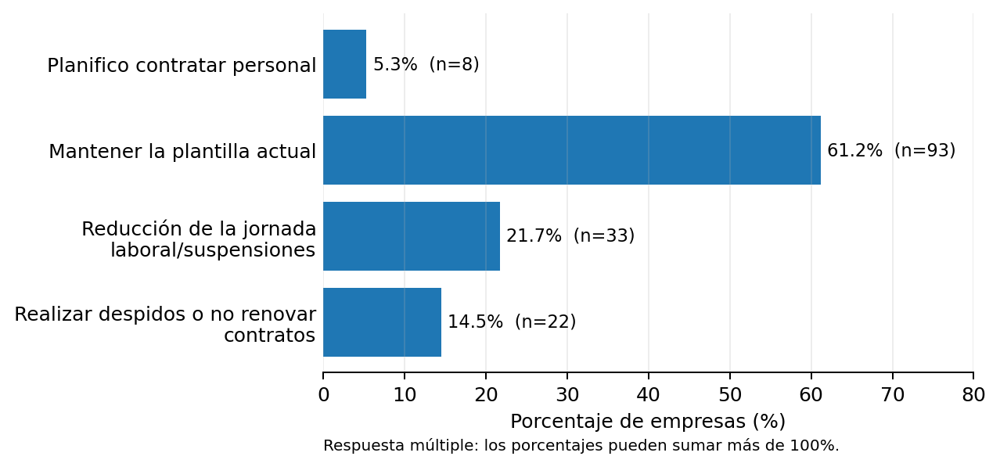 Planifico contratar personal
5.3%  (n=8)
Mantener la plantilla actual
61.2%  (n=93)
Reducción de la jornada
laboral/suspensiones
21.7%  (n=33)
Realizar despidos o no renovar
contratos
14.5%  (n=22)
0 10 20 30 40 50 60 70 80
Porcentaje de empresas (%)
Respuesta múltiple: los porcentajes pueden sumar más de 100%.